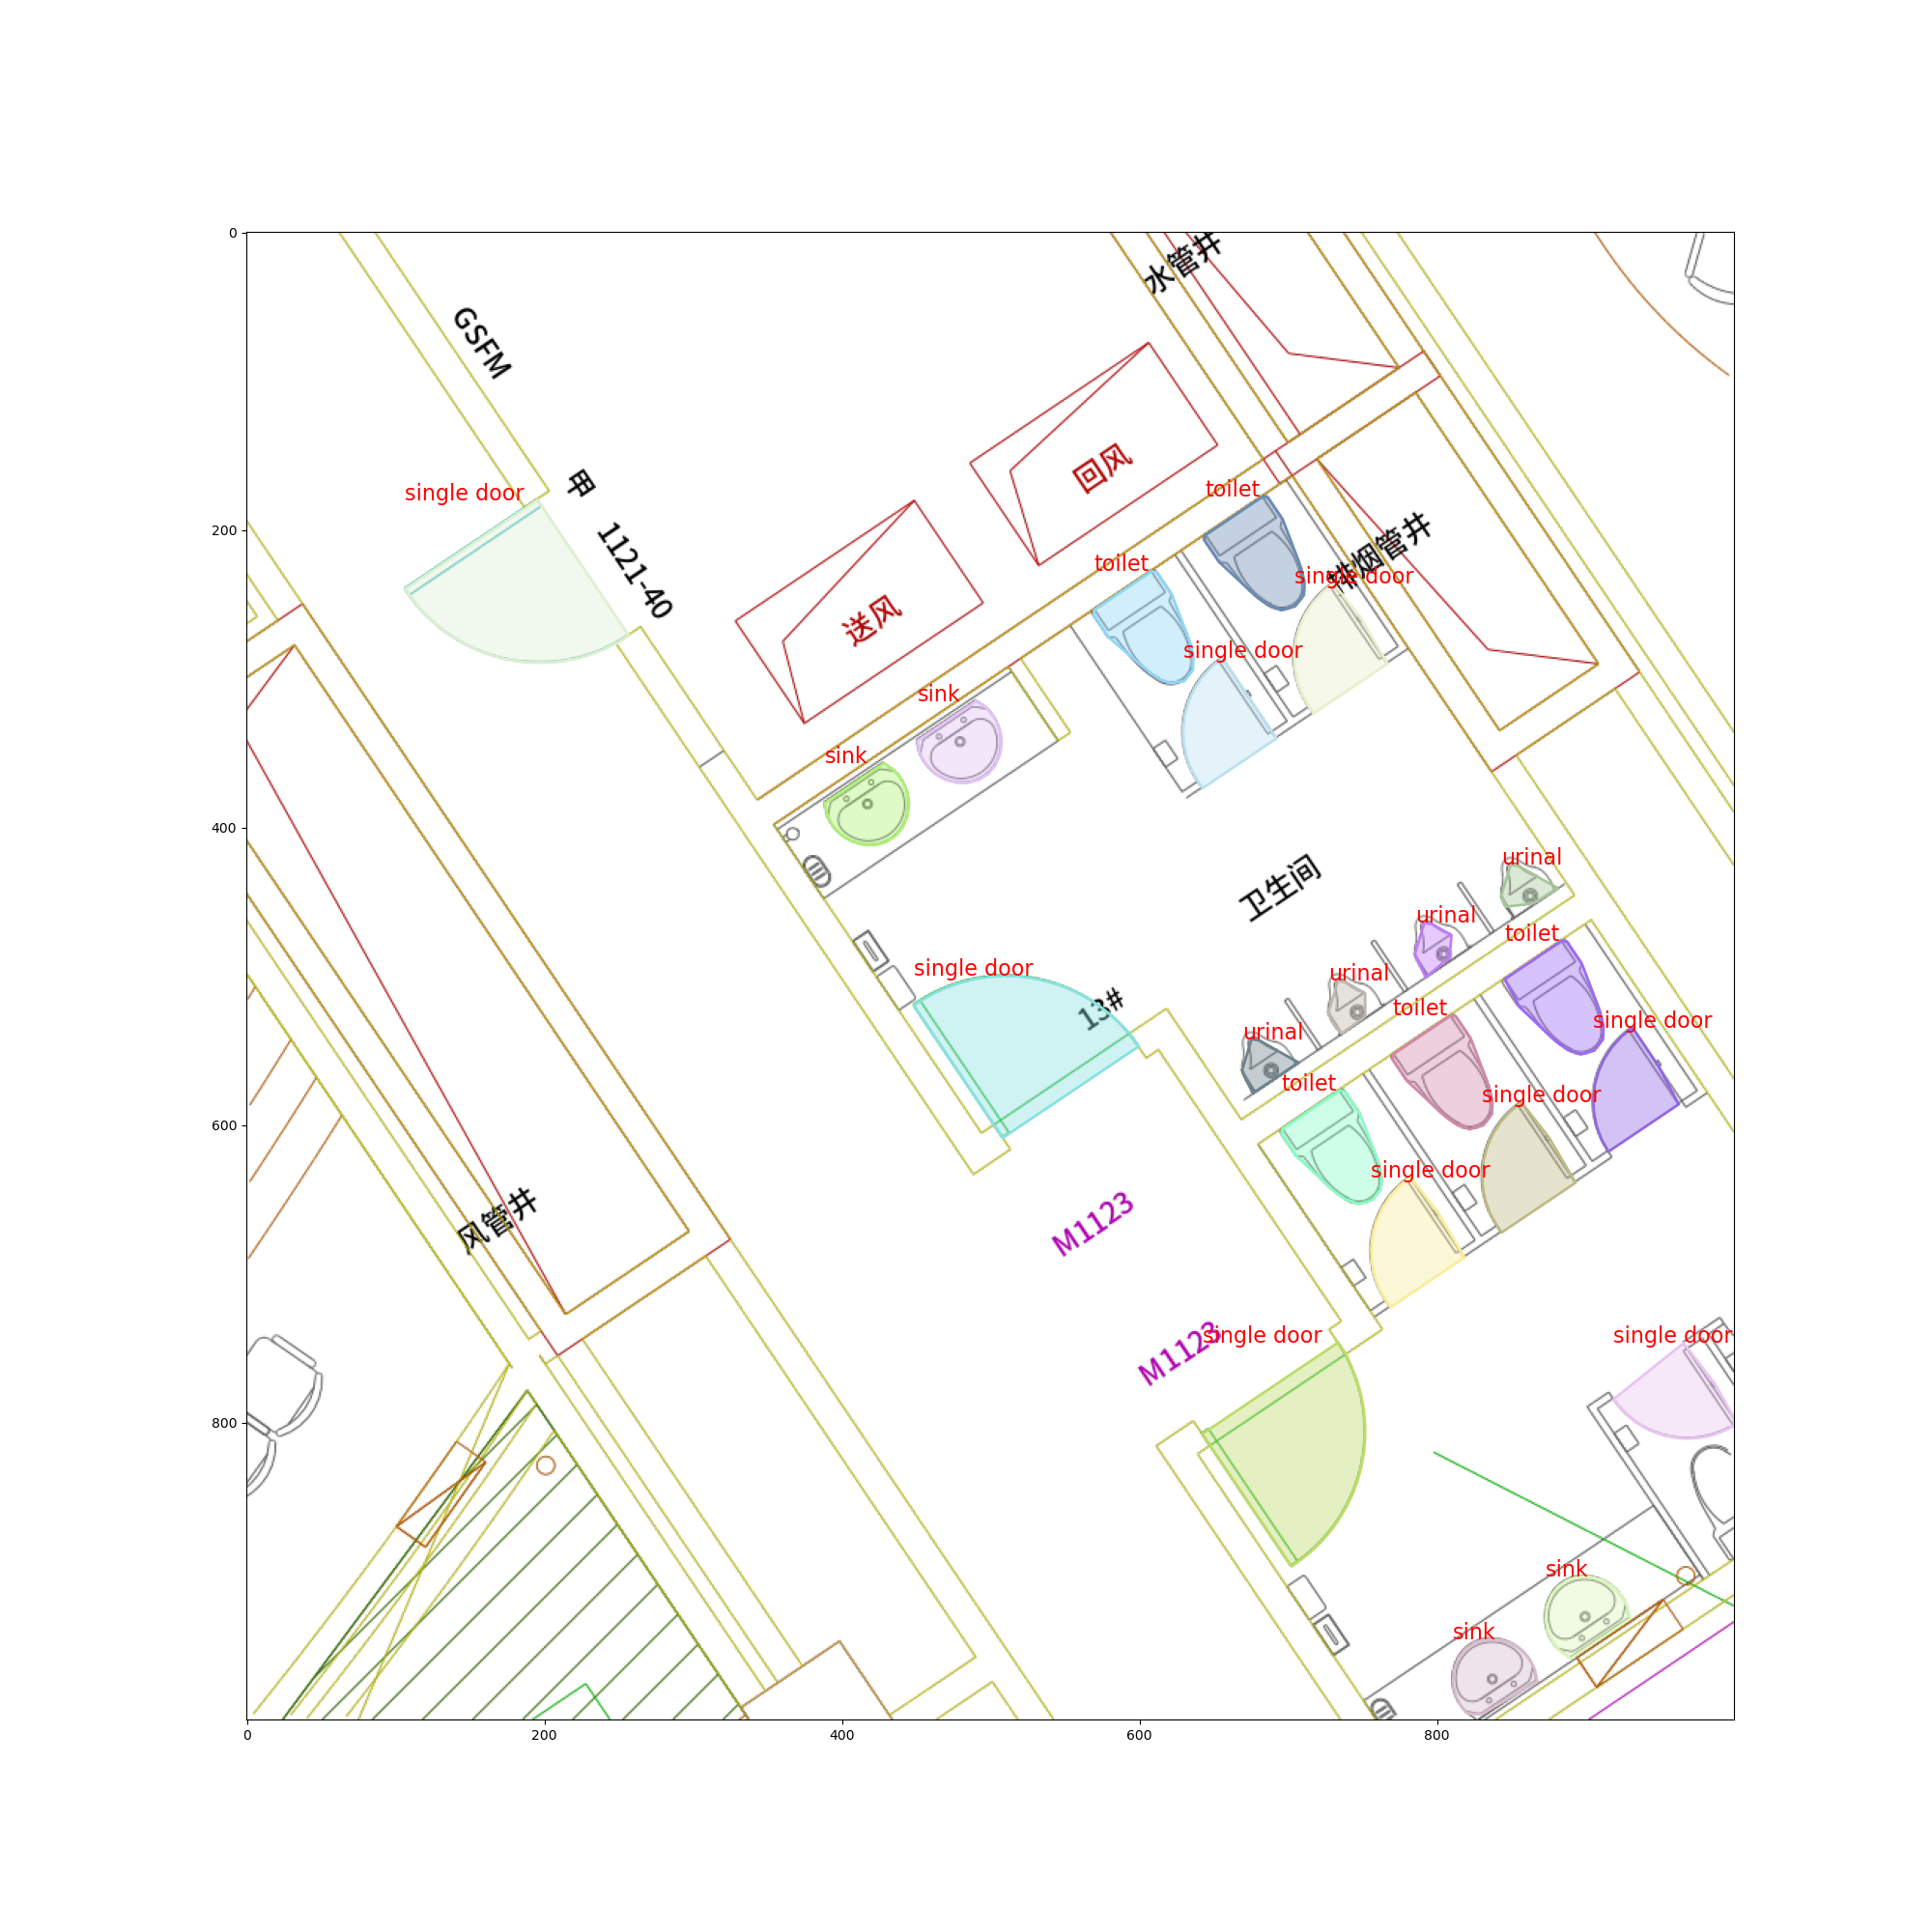 0
水管井
GSFM
回风
single door
甲
toilet
200
1121-40
排烟管井
toilet
single door
送风
single door
sink
sink
400
urinal
卫生间
urinal
toilet
single door
urinal
13#
toilet
single door
urinal
toilet
single door
600
single door
风管井
M1123
M1123
single door
single door
800
sink
sink
0
200
400
600
800